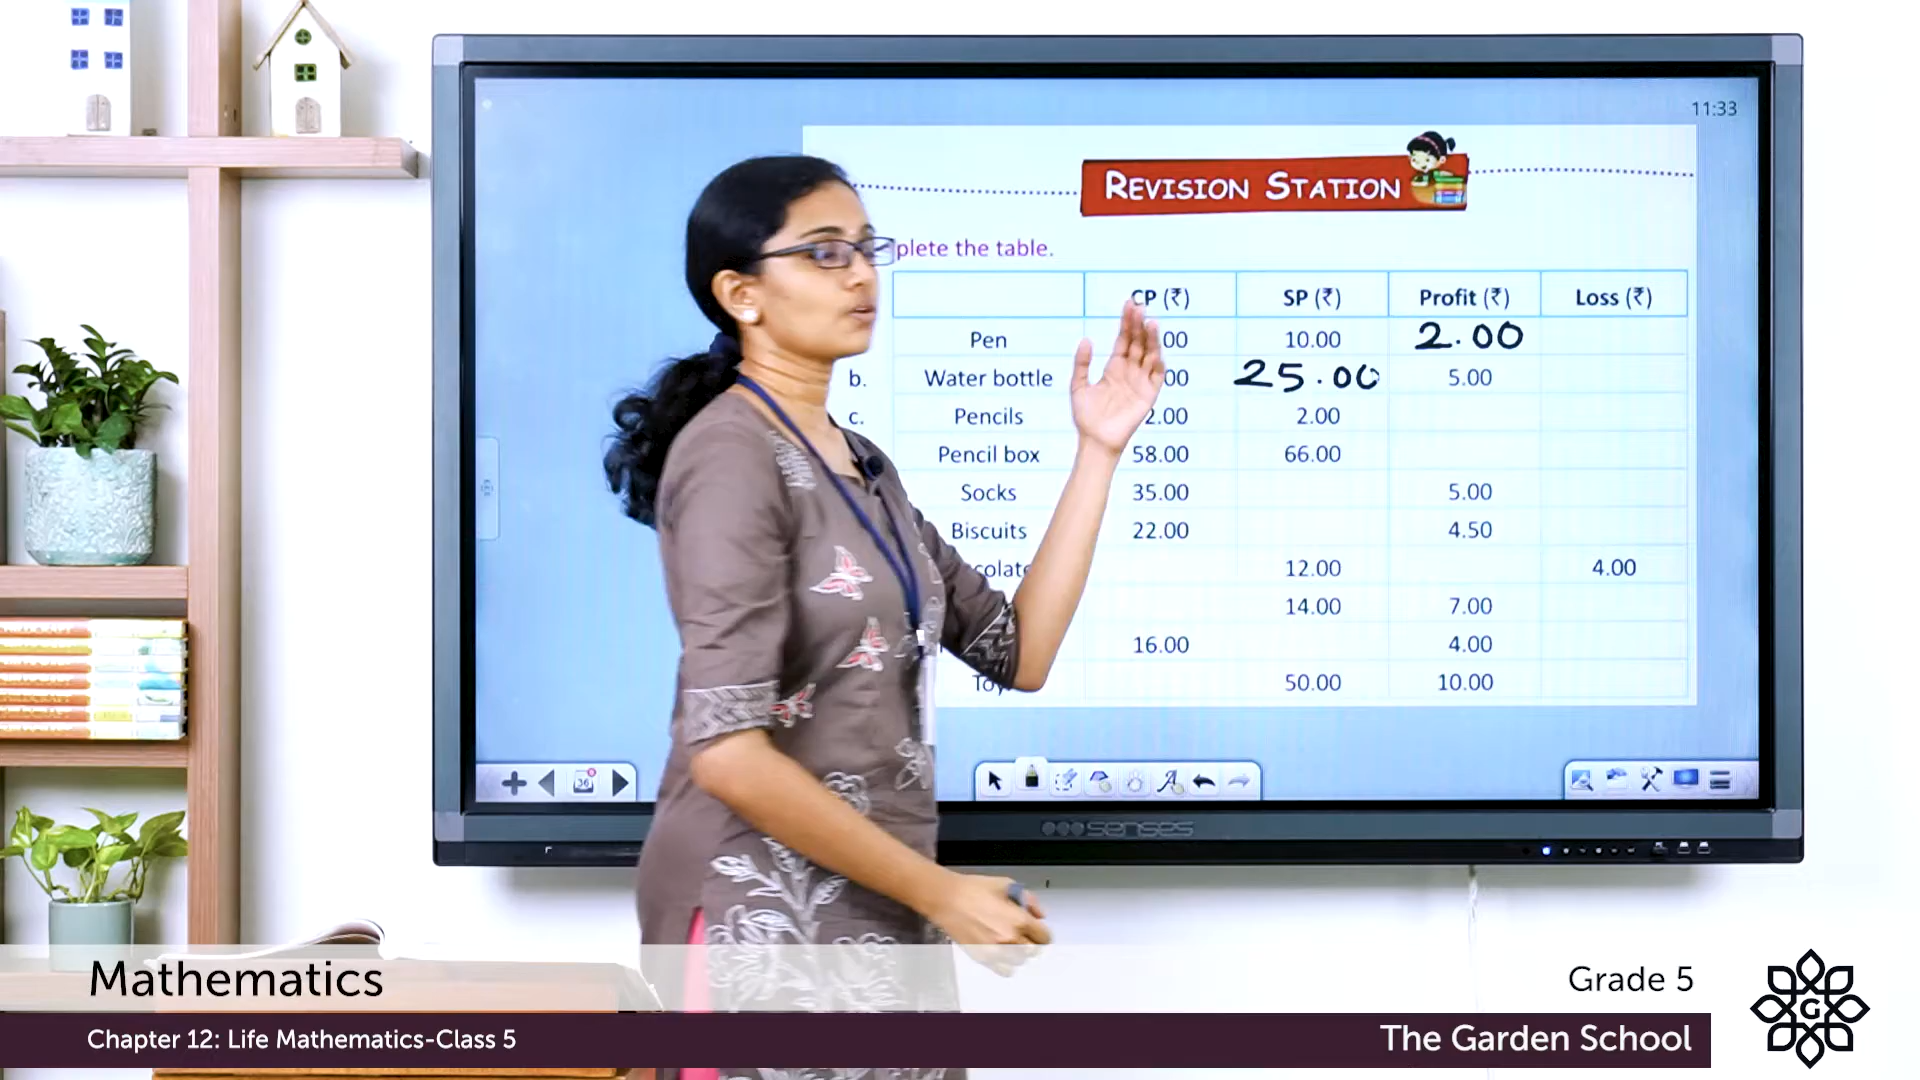 11:33
REVISION STATION
plete the table.
CP (₹) SP (₹) Profit (₹) Loss (₹)
Pen 00 10.00 2.00
b. Water bottle 00 25.00 5.00
c. Pencils 2.00 2.00
Pencil box 58.00 66.00
Socks 35.00 5.00
Biscuits 22.00 4.50
colate 12.00 4.00
14.00 7.00
16.00 4.00
Toy 50.00 10.00
36
senses
Mathematics
Grade 5
Chapter 12: Life Mathematics-Class 5
The Garden School
G